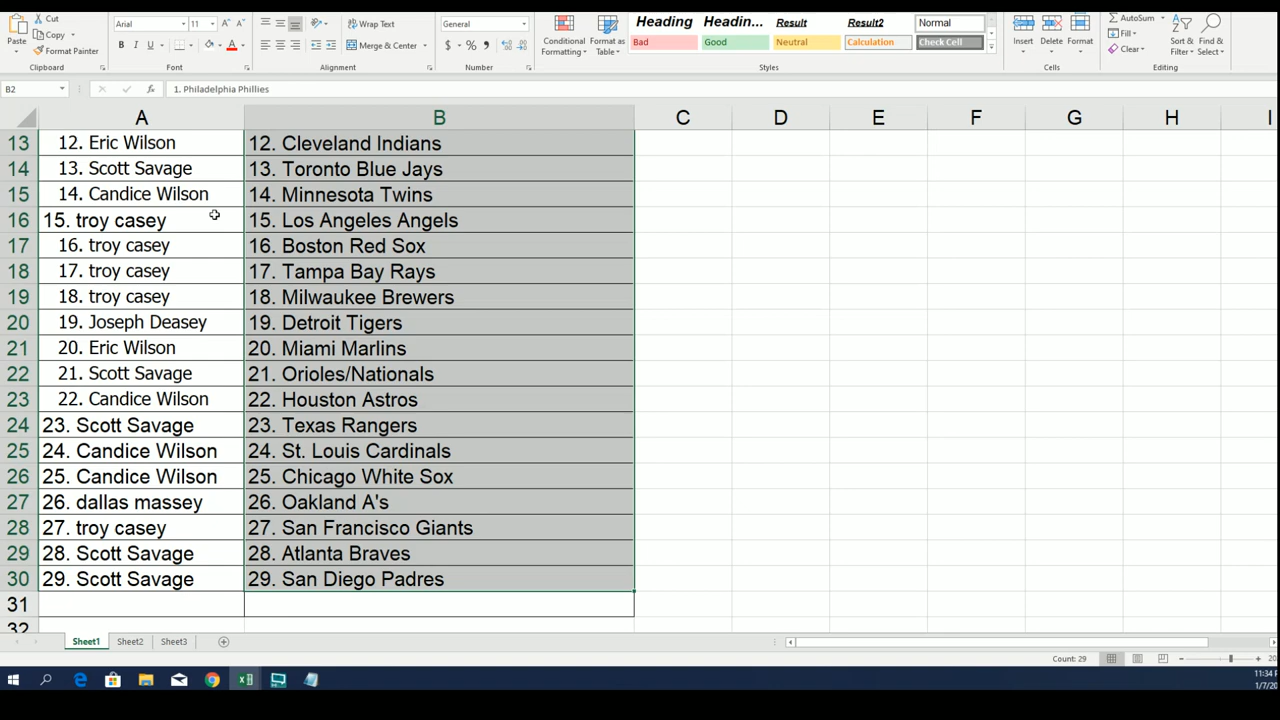 Cut
Copy
Format Painter
Paste
Clipboard
Arial
11
B I U
Font
Wrap Text
Merge & Center
Alignment
General
$ %
Number
Conditional Formatting
Format as Table
Heading
Headin...
Result
Result2
Normal
Bad
Good
Neutral
Calculation
Check Cell
Styles
Insert
Delete
Format
Cells
AutoSum
Fill
Clear
Sort & Filter
Find & Select
Editing
B2
fx
1. Philadelphia Phillies
A B C D E F G H I
13 12. Eric Wilson 12. Cleveland Indians
14 13. Scott Savage 13. Toronto Blue Jays
15 14. Candice Wilson 14. Minnesota Twins
16 15. troy casey 15. Los Angeles Angels
17 16. troy casey 16. Boston Red Sox
18 17. troy casey 17. Tampa Bay Rays
19 18. troy casey 18. Milwaukee Brewers
20 19. Joseph Deasey 19. Detroit Tigers
21 20. Eric Wilson 20. Miami Marlins
22 21. Scott Savage 21. Orioles/Nationals
23 22. Candice Wilson 22. Houston Astros
24 23. Scott Savage 23. Texas Rangers
25 24. Candice Wilson 24. St. Louis Cardinals
26 25. Candice Wilson 25. Chicago White Sox
27 26. dallas massey 26. Oakland A's
28 27. troy casey 27. San Francisco Giants
29 28. Scott Savage 28. Atlanta Braves
30 29. Scott Savage 29. San Diego Padres
31
32
Sheet1 Sheet2 Sheet3
Count: 29
20
11:34
1/7/20